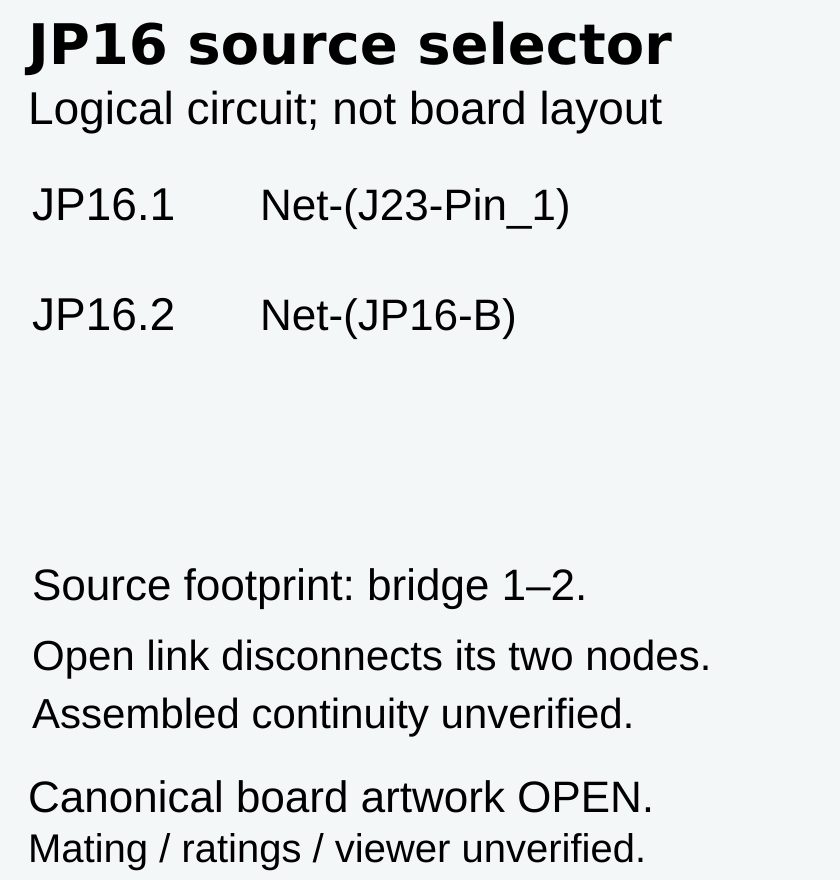 JP16 source selector
Logical circuit; not board layout
JP16.1 Net-(J23-Pin_1)
JP16.2 Net-(JP16-B)
Source footprint: bridge 1–2.
Open link disconnects its two nodes.
Assembled continuity unverified.
Canonical board artwork OPEN.
Mating / ratings / viewer unverified.